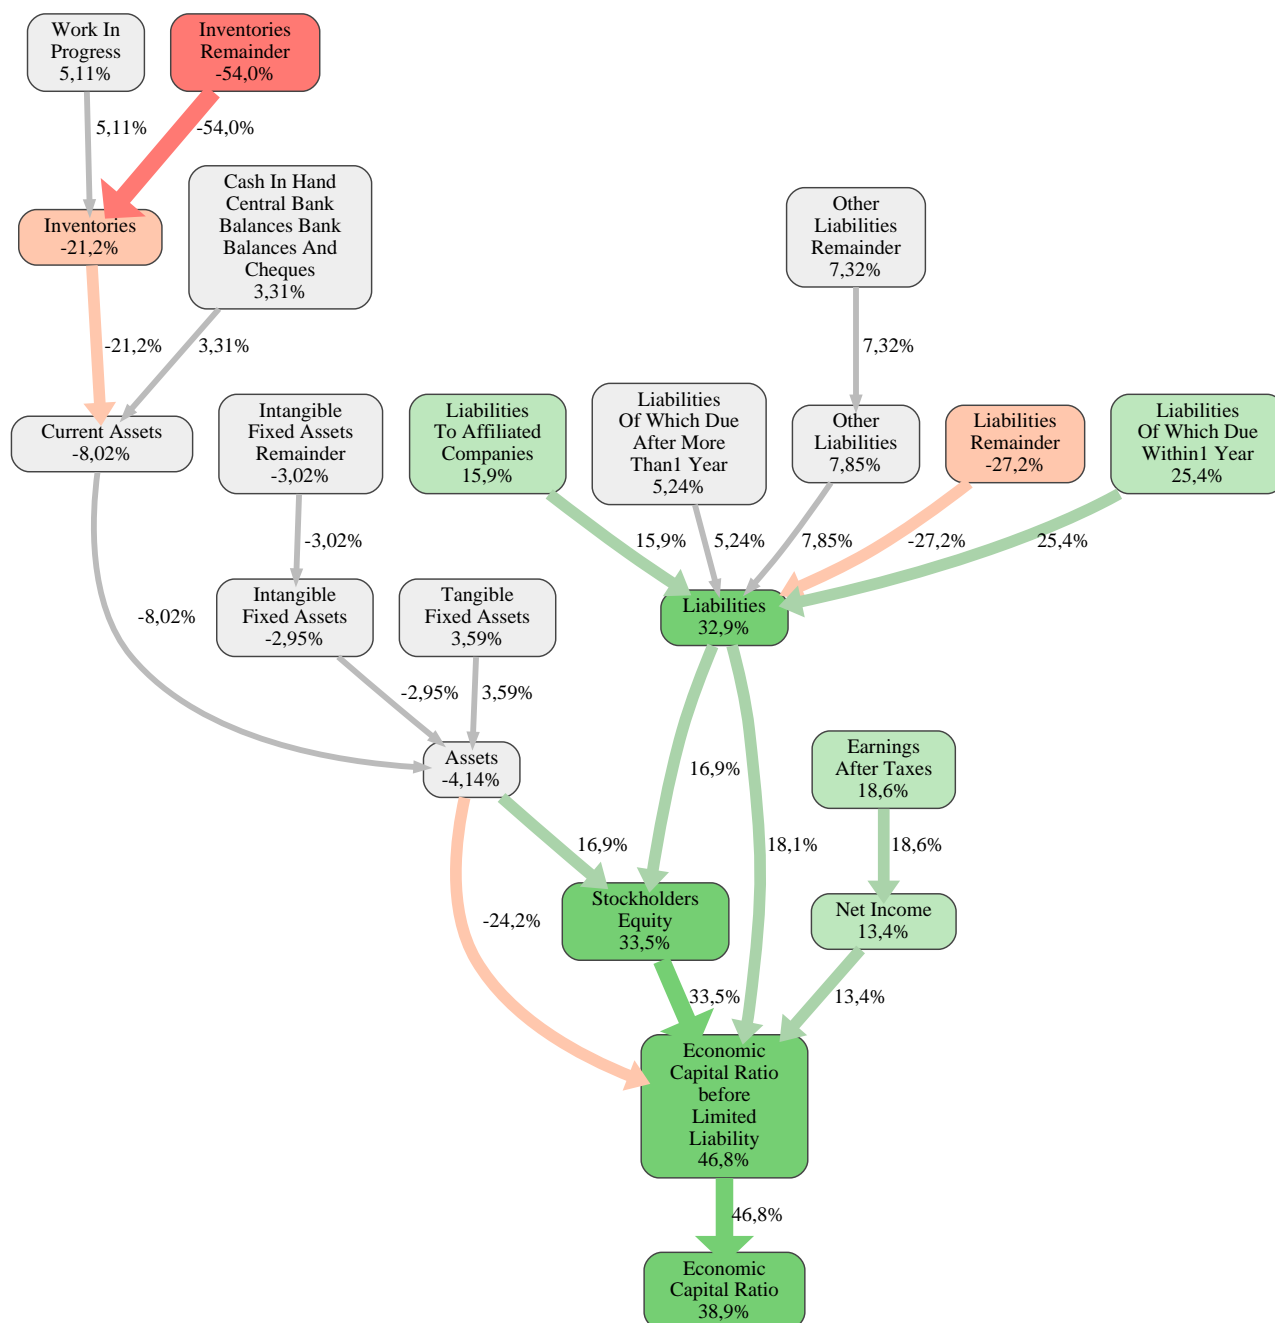 Work In
Progress
5,11%
Inventories
Remainder
-54,0%
5,11%
-54,0%
Inventories
-21,2%
Cash In Hand
Central Bank
Balances Bank
Balances And
Cheques
3,31%
Other
Liabilities
Remainder
7,32%
-21,2%
3,31%
7,32%
Current Assets
-8,02%
Intangible
Fixed Assets
Remainder
-3,02%
Liabilities
To Affiliated
Companies
15,9%
Liabilities
Of Which Due
After More
Than1 Year
5,24%
Other
Liabilities
7,85%
Liabilities
Remainder
-27,2%
Liabilities
Of Which Due
Within1 Year
25,4%
-3,02%
15,9%
5,24%
7,85%
-27,2%
25,4%
-8,02%
Intangible
Fixed Assets
-2,95%
Tangible
Fixed Assets
3,59%
Liabilities
32,9%
-2,95%
3,59%
Assets
-4,14%
16,9%
Earnings
After Taxes
18,6%
16,9%
18,1%
18,6%
-24,2%
Stockholders
Equity
33,5%
Net Income
13,4%
33,5%
13,4%
Economic
Capital Ratio
before
Limited
Liability
46,8%
46,8%
Economic
Capital Ratio
38,9%